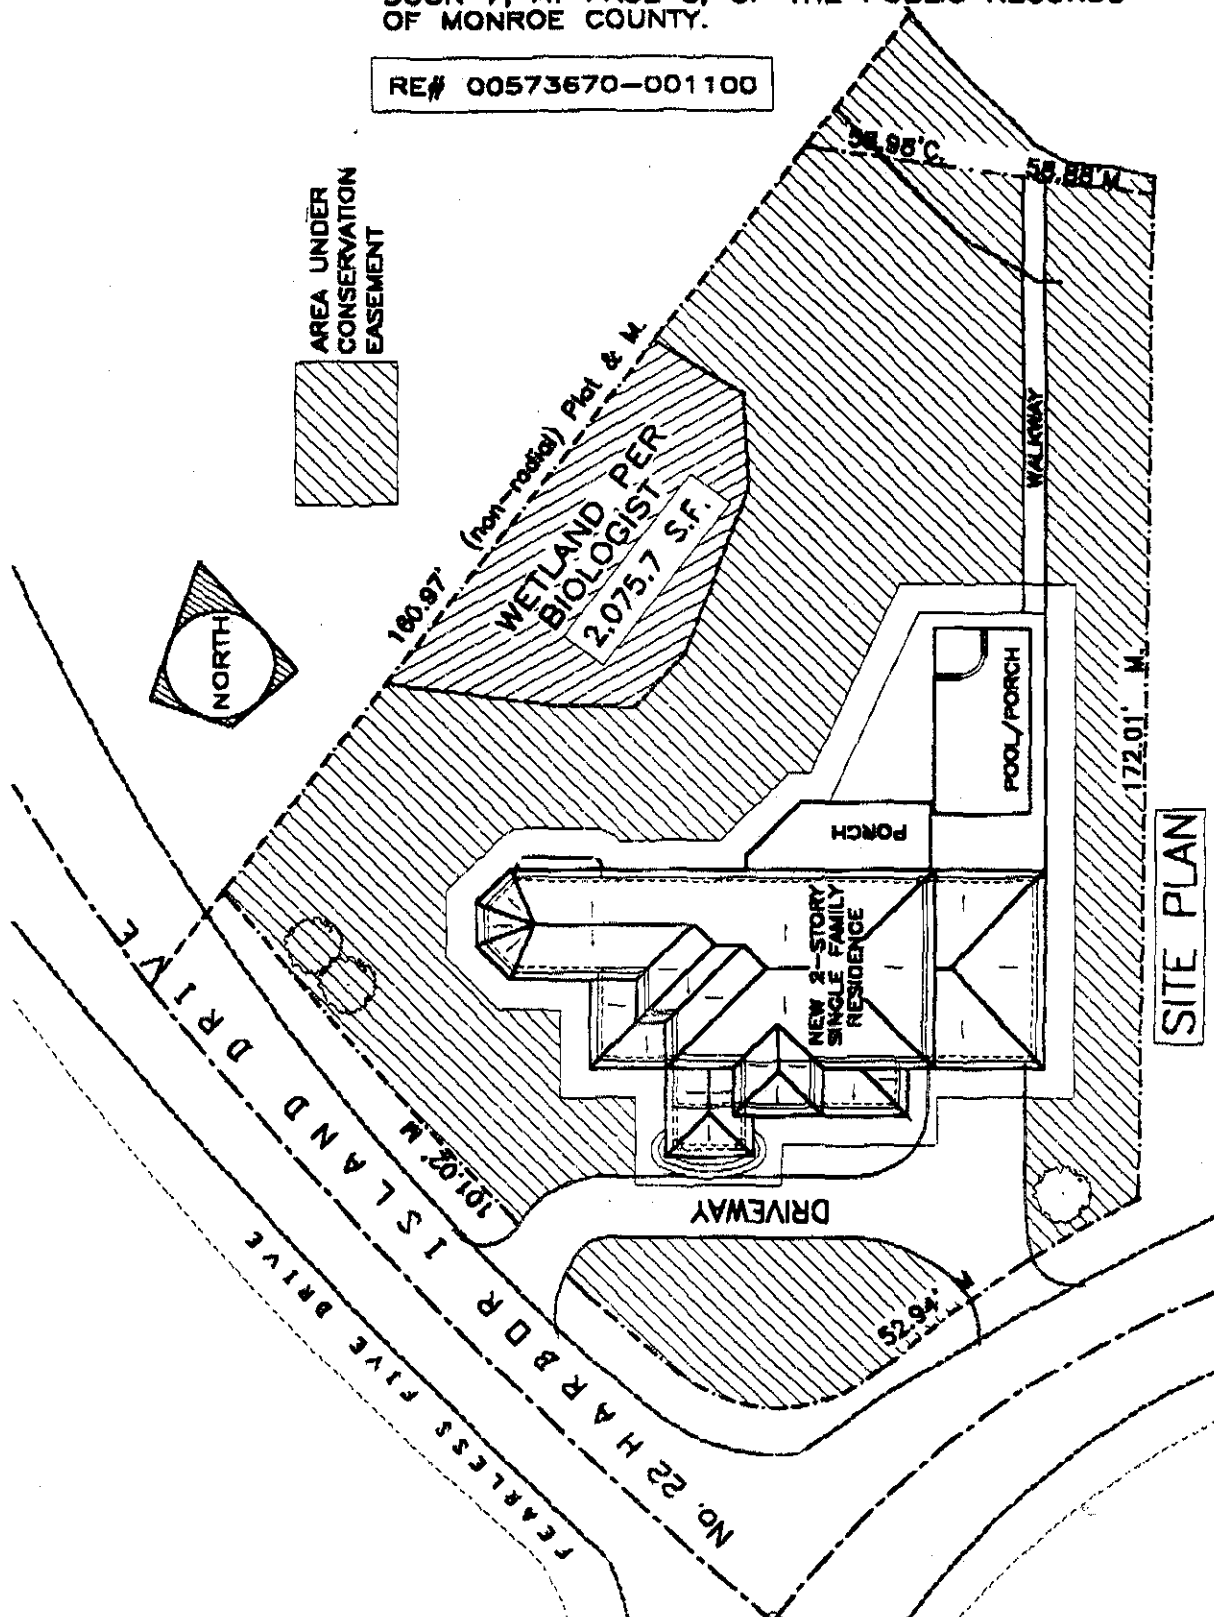 OF MONROE COUNTY.
RE# 00573670-001100
AREA UNDER
CONSERVATION
EASEMENT
NORTH
58.88'M.
160.97' (non-radial) Plat & M.
WETLAND PER
BIOLOGIST
2,075.7 S.F.
WALKWAY
POOL/PORCH
PORCH
NEW 2-STORY
SINGLE FAMILY
RESIDENCE
172.01' M.
SITE PLAN
101.02' M
DRIVEWAY
52.94' M
No. 22 HARBOR ISLAND DRIVE
FEARLESS FIVE DRIVE